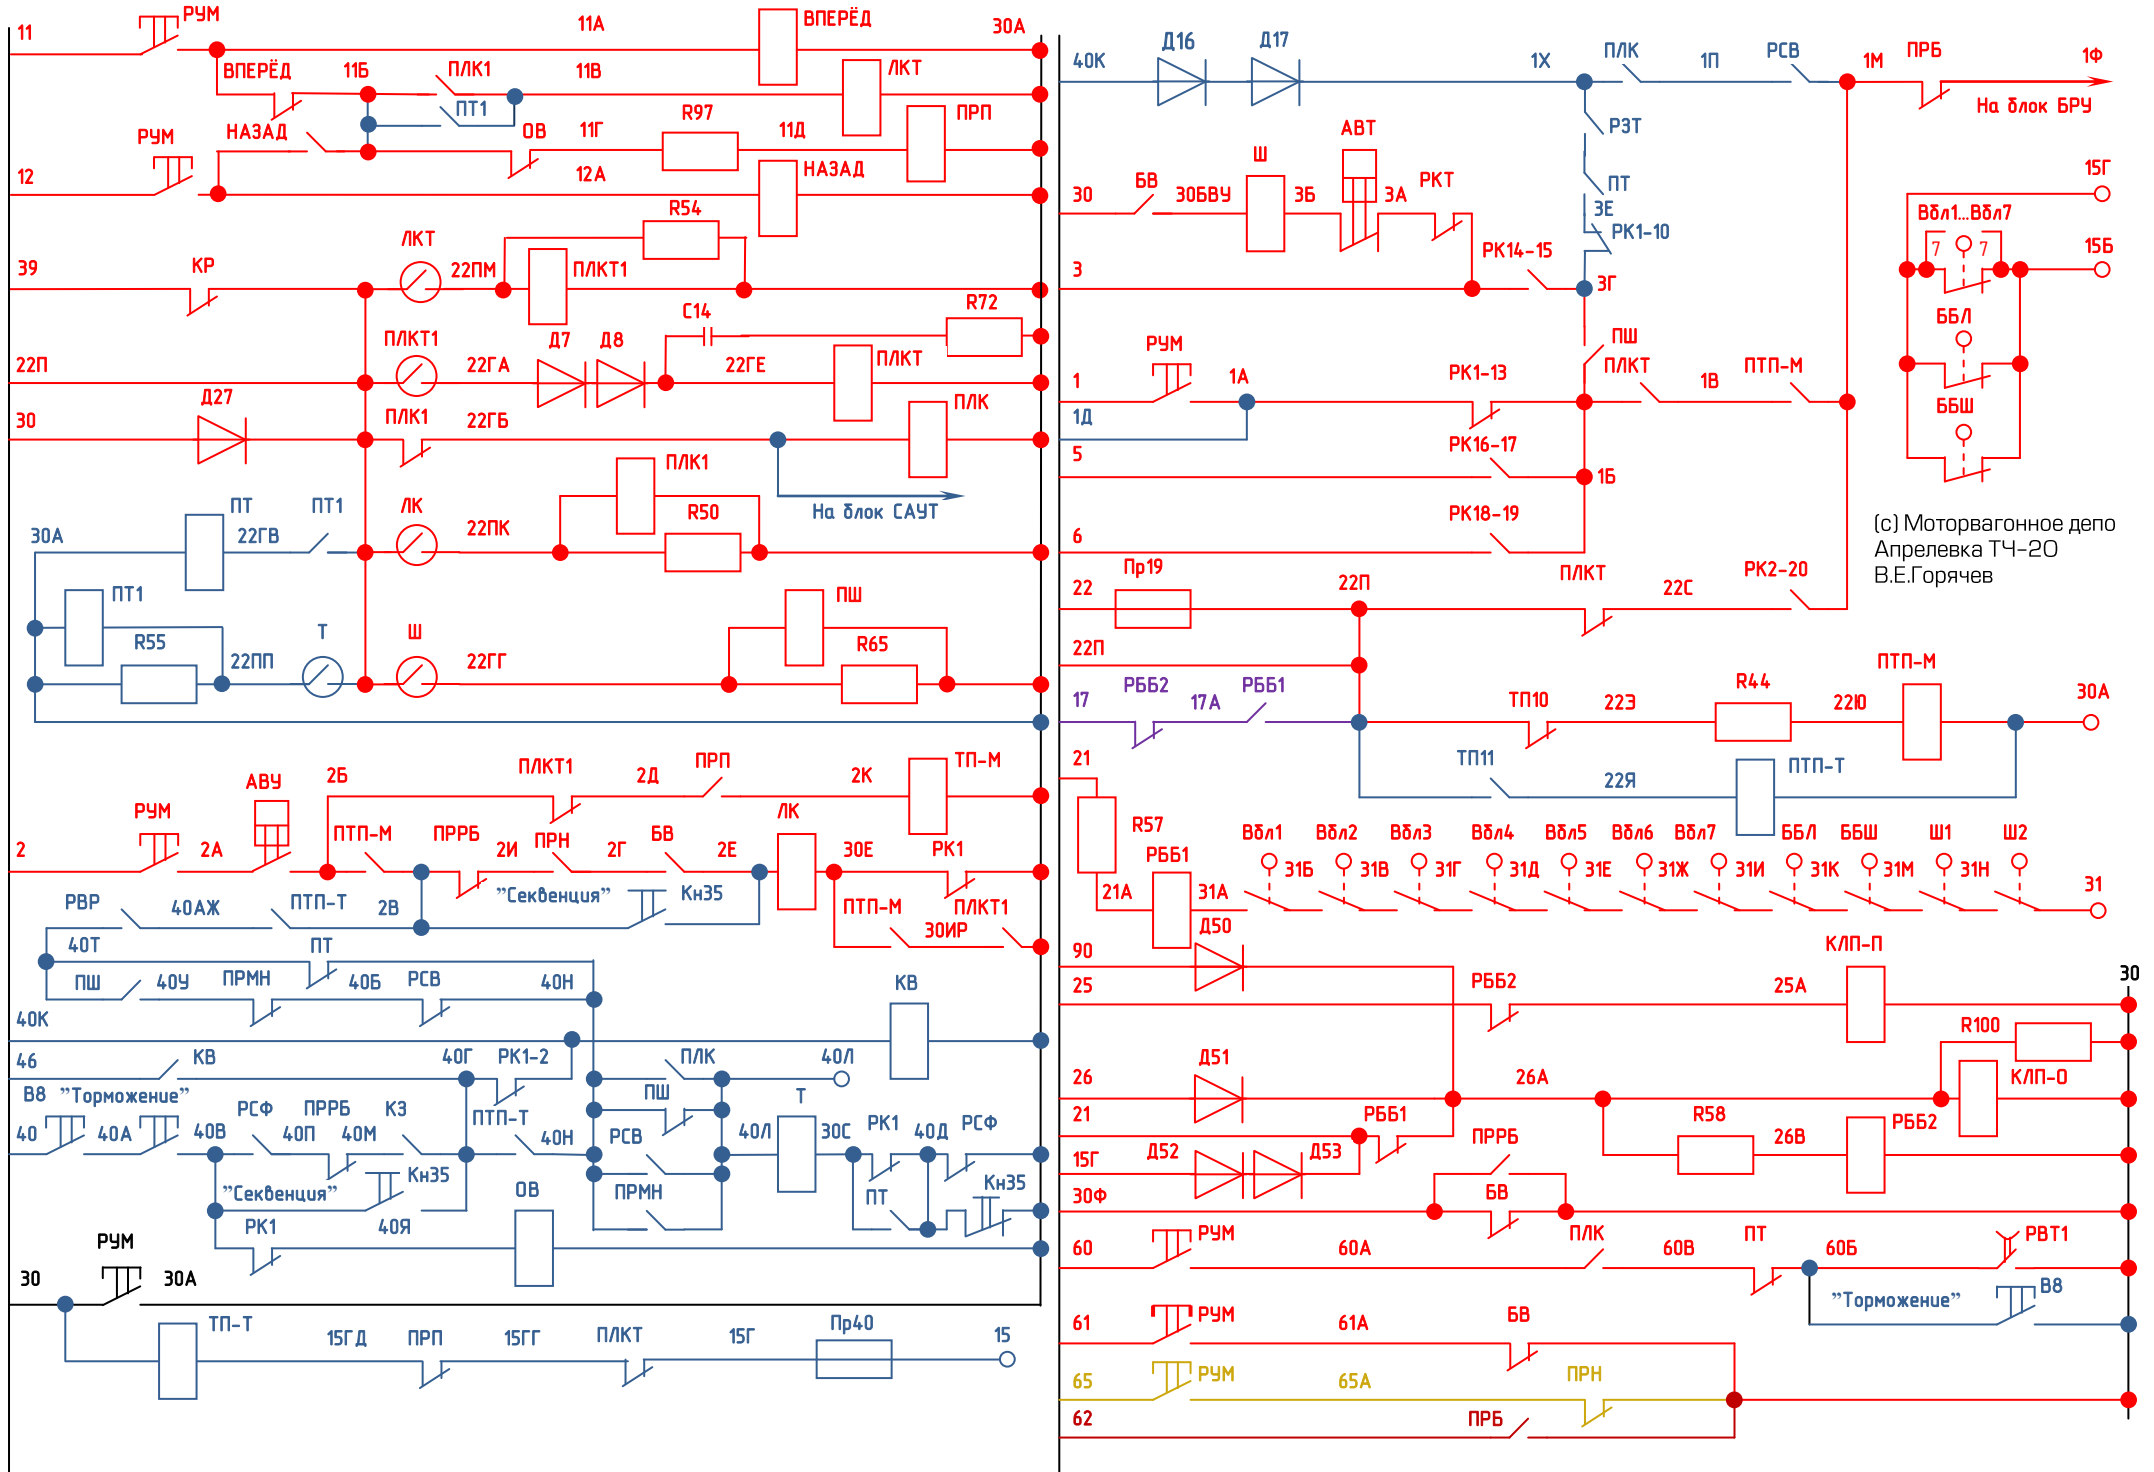 11
РУМ
11А
ВПЕРЁД
30А
ВПЕРЁД
11Б
ПЛК1
11В
ЛКТ
ПТ1
РУМ
НАЗАД
ОВ
11Г
R97
11Д
ПРП
12
12А
НАЗАД
R54
39
КР
ЛКТ
22ПМ
ПЛКТ1
С14
R72
22П
ПЛКТ1
22ГА
Д7
Д8
22ГЕ
ПЛКТ
30
Д27
ПЛК1
22ГБ
ПЛК
На блок САУТ
ПЛК1
30А
ПТ
22ГВ
ПТ1
ЛК
22ПК
R50
ПТ1
ПШ
R55
22ПП
Т
Ш
22ГГ
R65
2
РУМ
2А
АВУ
2Б
ПЛКТ1
2Д
ПРП
2К
ТП-М
ПТП-М
ПРРБ
2И
ПРН
2Г
БВ
2Е
ЛК
30Е
РК1
РВР
40АЖ
ПТП-Т
2В
"Секвенция"
Кн35
ПТП-М
30ИР
ПЛКТ1
40Т
ПТ
ПШ
40У
ПРМН
40Б
РСВ
40Н
КВ
40К
46
КВ
40Г
РК1-2
ПЛК
40Л
В8
"Торможение"
ПШ
Т
40
40А
40В
РСФ
40П
ПРРБ
40М
КЗ
ПТП-Т
40Н
РСВ
40Л
30С
РК1
40Д
РСФ
"Секвенция"
Кн35
ПРМН
ПТ
Кн35
РК1
40Я
ОВ
30
РУМ
30А
ТП-Т
15ГД
ПРП
15ГГ
ПЛКТ
15Г
Пр40
15
40К
Д16
Д17
1Х
ПЛК
1П
РСВ
1М
ПРБ
1Ф
На блок БРУ
РЗТ
30
БВ
30БВУ
Ш
3Б
АВТ
3А
РКТ
ПТ
3Е
РК1-10
15Г
Вбл1...Вбл7
7
7
15Б
3
РК14-15
3Г
ББЛ
ББШ
1
РУМ
1А
РК1-13
ПШ
ПЛКТ
1В
ПТП-М
1Д
5
РК16-17
1Б
6
РК18-19
(с) Моторвагонное депо
Апрелевка ТЧ-20
В.Е.Горячев
22
Пр19
22П
ПЛКТ
22С
РК2-20
22П
17
РББ2
17А
РББ1
ТП10
22Э
R44
22Ю
ПТП-М
30А
ТП11
22Я
ПТП-Т
21
R57
21А
РББ1
31А
Вбл1
31Б
Вбл2
31В
Вбл3
31Г
Вбл4
31Д
Вбл5
31Е
Вбл6
31Ж
Вбл7
31И
ББЛ
31К
ББШ
31М
Ш1
31Н
Ш2
31
90
Д50
25
РББ2
25А
КЛП-П
30
R100
26
Д51
26А
КЛП-О
21
РББ1
R58
26В
РББ2
15Г
Д52
Д53
ПРРБ
30Ф
БВ
60
РУМ
60А
ПЛК
60В
ПТ
60Б
РВТ1
"Торможение"
В8
61
РУМ
61А
БВ
65
РУМ
65А
ПРН
62
ПРБ